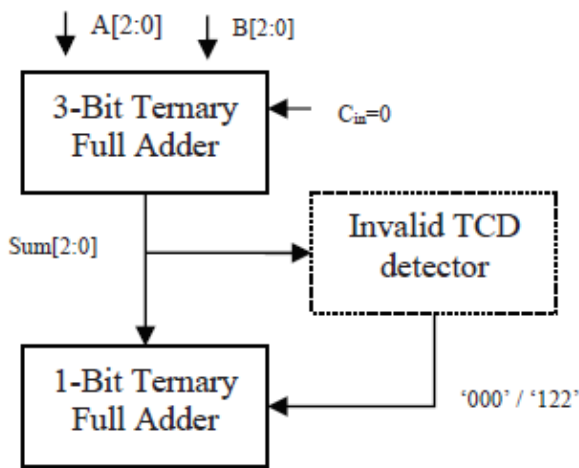 A[2:0]
B[2:0]
3-Bit Ternary
Full Adder
Cin=0
Sum[2:0]
Invalid TCD
detector
1-Bit Ternary
Full Adder
‘000’ / ‘122’